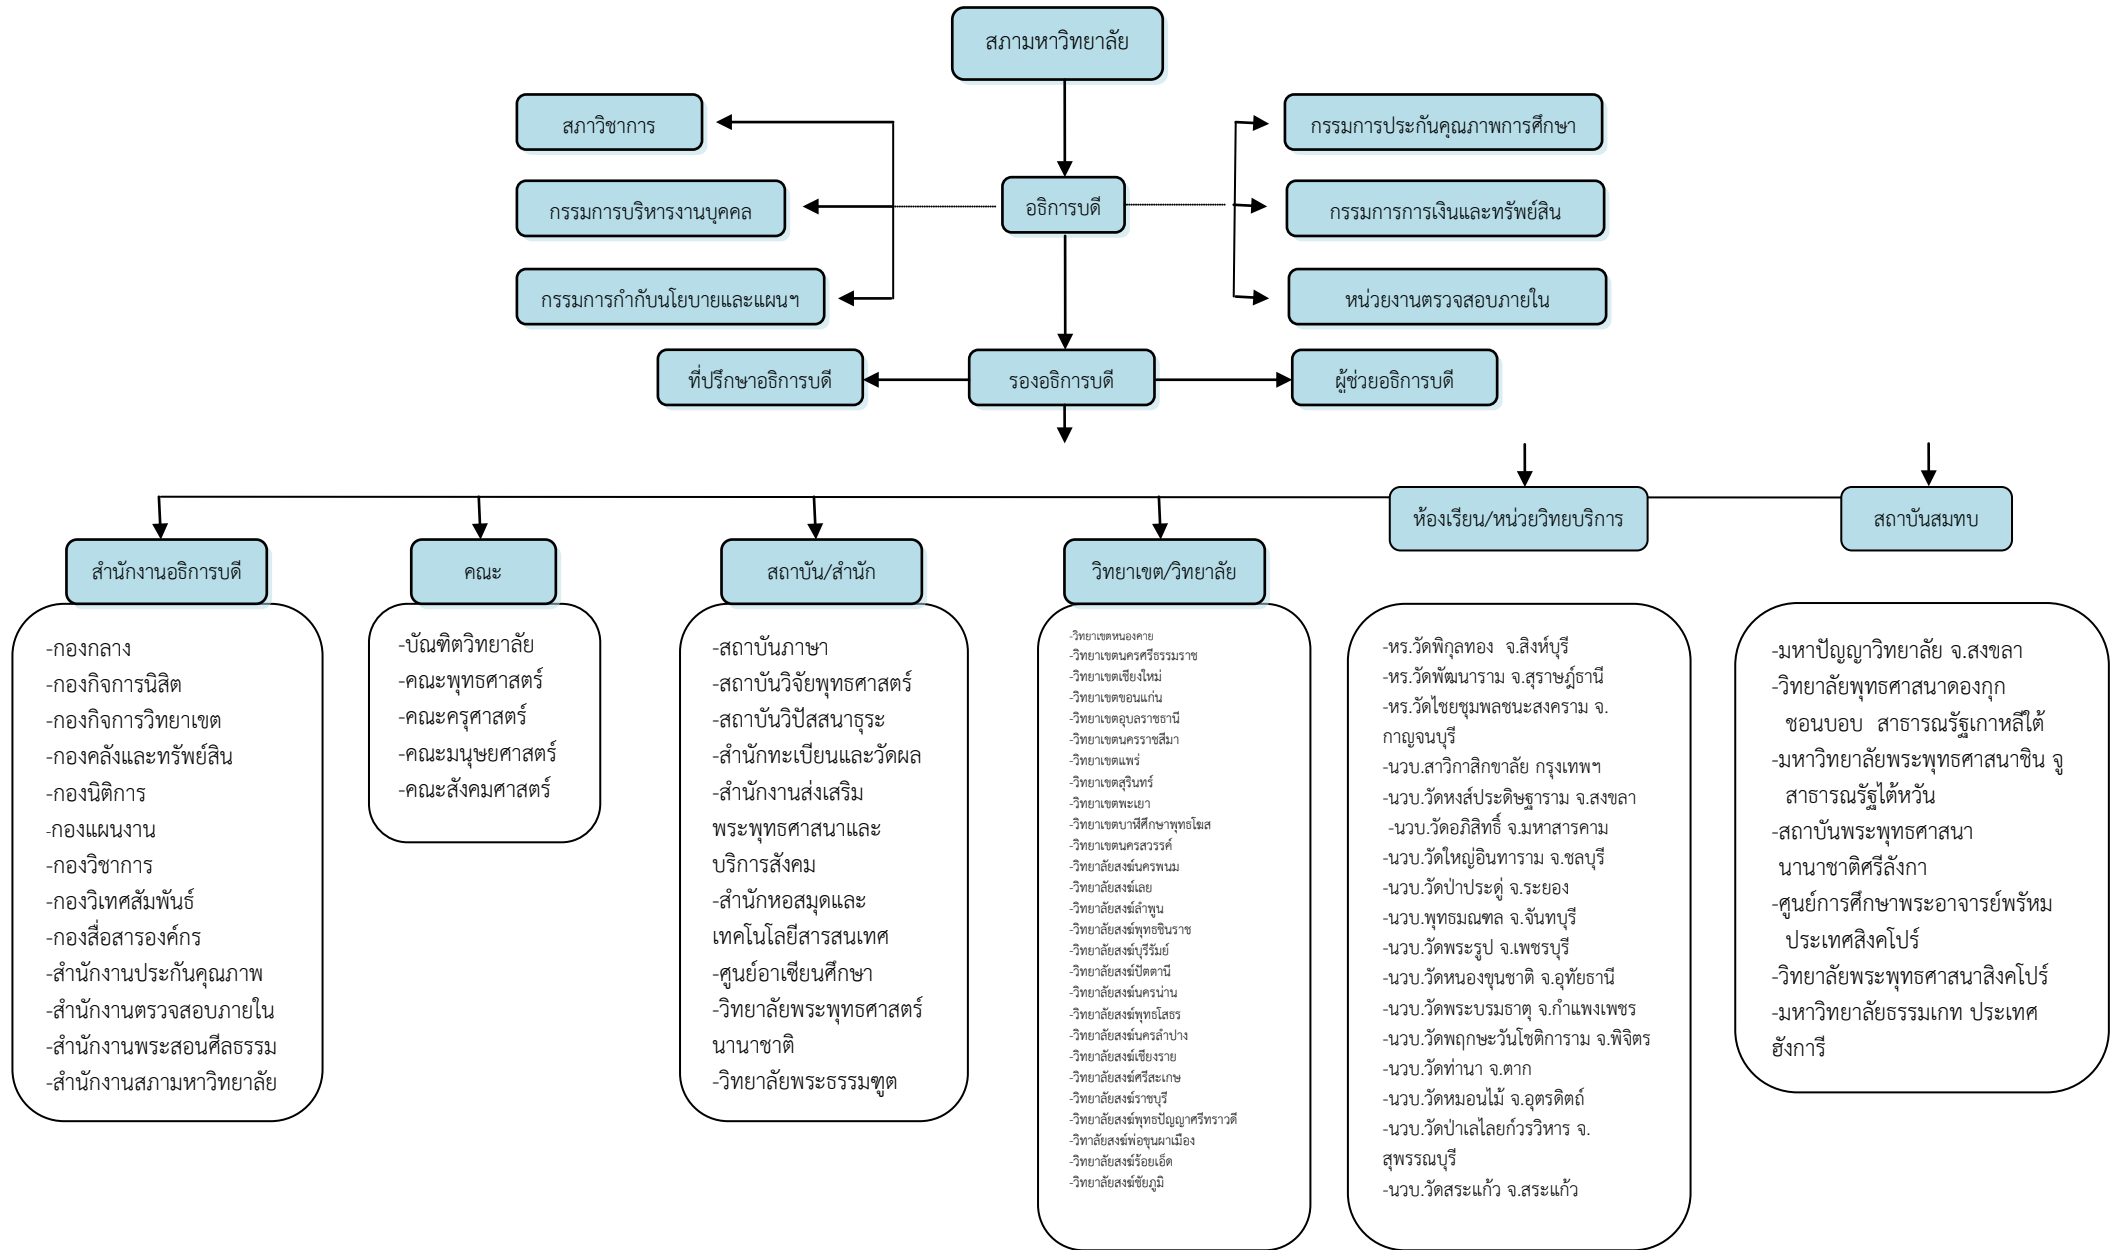 สภามหาวิทยาลัย
สภาวิชาการ
กรรมการประกันคุณภาพการศึกษา
กรรมการบริหารงานบุคคล
อธิการบดี
กรรมการการเงินและทรัพย์สิน
กรรมการกำกับนโยบายและแผนฯ
หน่วยงานตรวจสอบภายใน
ที่ปรึกษาอธิการบดี
รองอธิการบดี
ผู้ช่วยอธิการบดี
สำนักงานอธิการบดี
-กองกลาง
-กองกิจการนิสิต
-กองกิจการวิทยาเขต
-กองคลังและทรัพย์สิน
-กองนิติการ
-กองแผนงาน
-กองวิชาการ
-กองวิเทศสัมพันธ์
-กองสื่อสารองค์กร
-สำนักงานประกันคุณภาพ
-สำนักงานตรวจสอบภายใน
-สำนักงานพระสอนศีลธรรม
-สำนักงานสภามหาวิทยาลัย
คณะ
-บัณฑิตวิทยาลัย
-คณะพุทธศาสตร์
-คณะครุศาสตร์
-คณะมนุษยศาสตร์
-คณะสังคมศาสตร์
สถาบัน/สำนัก
-สถาบันภาษา
-สถาบันวิจัยพุทธศาสตร์
-สถาบันวิปัสสนาธุระ
-สำนักทะเบียนและวัดผล
-สำนักงานส่งเสริม
พระพุทธศาสนาและ
บริการสังคม
-สำนักหอสมุดและ
เทคโนโลยีสารสนเทศ
-ศูนย์อาเซียนศึกษา
-วิทยาลัยพระพุทธศาสตร์
นานาชาติ
-วิทยาลัยพระธรรมฑูต
วิทยาเขต/วิทยาลัย
-วิทยาเขตหนองคาย
-วิทยาเขตนครศรีธรรมราช
-วิทยาเขตเชียงใหม่
-วิทยาเขตขอนแก่น
-วิทยาเขตอุบลราชธานี
-วิทยาเขตนครราชสีมา
-วิทยาเขตแพร่
-วิทยาเขตสุรินทร์
-วิทยาเขตพะเยา
-วิทยาเขตบาฬีศึกษาพุทธโฆส
-วิทยาเขตนครสวรรค์
-วิทยาลัยสงฆ์นครพนม
-วิทยาลัยสงฆ์เลย
-วิทยาลัยสงฆ์ลำพูน
-วิทยาลัยสงฆ์พุทธชินราช
-วิทยาลัยสงฆ์บุรีรัมย์
-วิทยาลัยสงฆ์ปัตตานี
-วิทยาลัยสงฆ์นครน่าน
-วิทยาลัยสงฆ์พุทธโสธร
-วิทยาลัยสงฆ์นครลำปาง
-วิทยาลัยสงฆ์เชียงราย
-วิทยาลัยสงฆ์ศรีสะเกษ
-วิทยาลัยสงฆ์ราชบุรี
-วิทยาลัยสงฆ์พุทธปัญญาศรีทราวดี
-วิทาลัยสงฆ์พ่อขุนผาเมือง
-วิทยาลัยสงฆ์ร้อยเอ็ด
-วิทยาลัยสงฆ์ชัยภูมิ
ห้องเรียน/หน่วยวิทยบริการ
-หร.วัดพิกุลทอง จ.สิงห์บุรี
-หร.วัดพัฒนาราม จ.สุราษฎ์ธานี
-หร.วัดไชยชุมพลชนะสงคราม จ.
กาญจนบุรี
-นวบ.สาวิกาสิกขาลัย กรุงเทพฯ
-นวบ.วัดหงส์ประดิษฐาราม จ.สงขลา
-นวบ.วัดอภิสิทธิ์ จ.มหาสารคาม
-นวบ.วัดใหญ่อินทาราม จ.ชลบุรี
-นวบ.วัดป่าประดู่ จ.ระยอง
-นวบ.พุทธมณฑล จ.จันทบุรี
-นวบ.วัดพระรูป จ.เพชรบุรี
-นวบ.วัดหนองขุนชาติ จ.อุทัยธานี
-นวบ.วัดพระบรมธาตุ จ.กำแพงเพชร
-นวบ.วัดพฤกษะวันโชติการาม จ.พิจิตร
-นวบ.วัดท่านา จ.ตาก
-นวบ.วัดหมอนไม้ จ.อุตรดิตถ์
-นวบ.วัดป่าเลไลยก์วรวิหาร จ.
สุพรรณบุรี
-นวบ.วัดสระแก้ว จ.สระแก้ว
สถาบันสมทบ
-มหาปัญญาวิทยาลัย จ.สงขลา
-วิทยาลัยพุทธศาสนาดองกุก
ชอนบอบ สาธารณรัฐเกาหลีใต้
-มหาวิทยาลัยพระพุทธศาสนาชิน จู
สาธารณรัฐไต้หวัน
-สถาบันพระพุทธศาสนา
นานาชาติศรีลังกา
-ศูนย์การศึกษาพระอาจารย์พรัหม
ประเทศสิงคโปร์
-วิทยาลัยพระพุทธศาสนาสิงคโปร์
-มหาวิทยาลัยธรรมเกท ประเทศ
ฮังการี